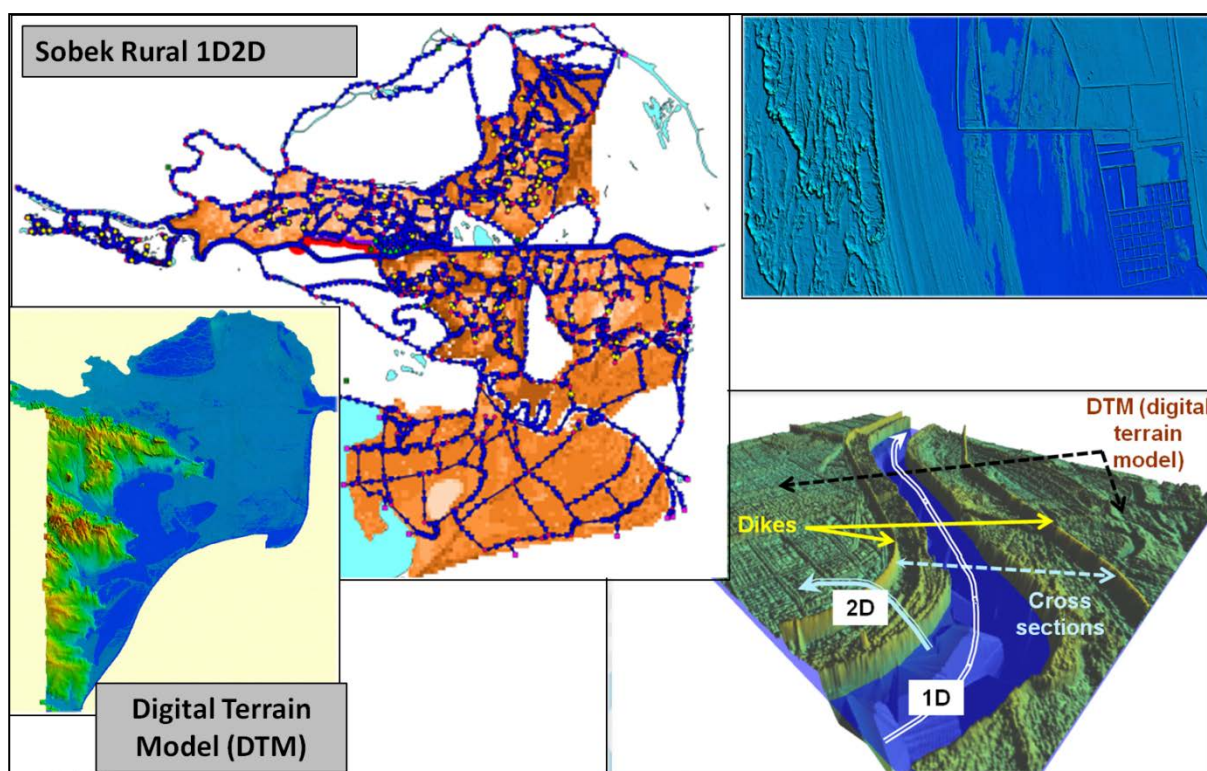 Sobek Rural 1D2D
Digital Terrain
Model (DTM)
DTM (digital
terrain
model)
Dikes
Cross
sections
2D
1D